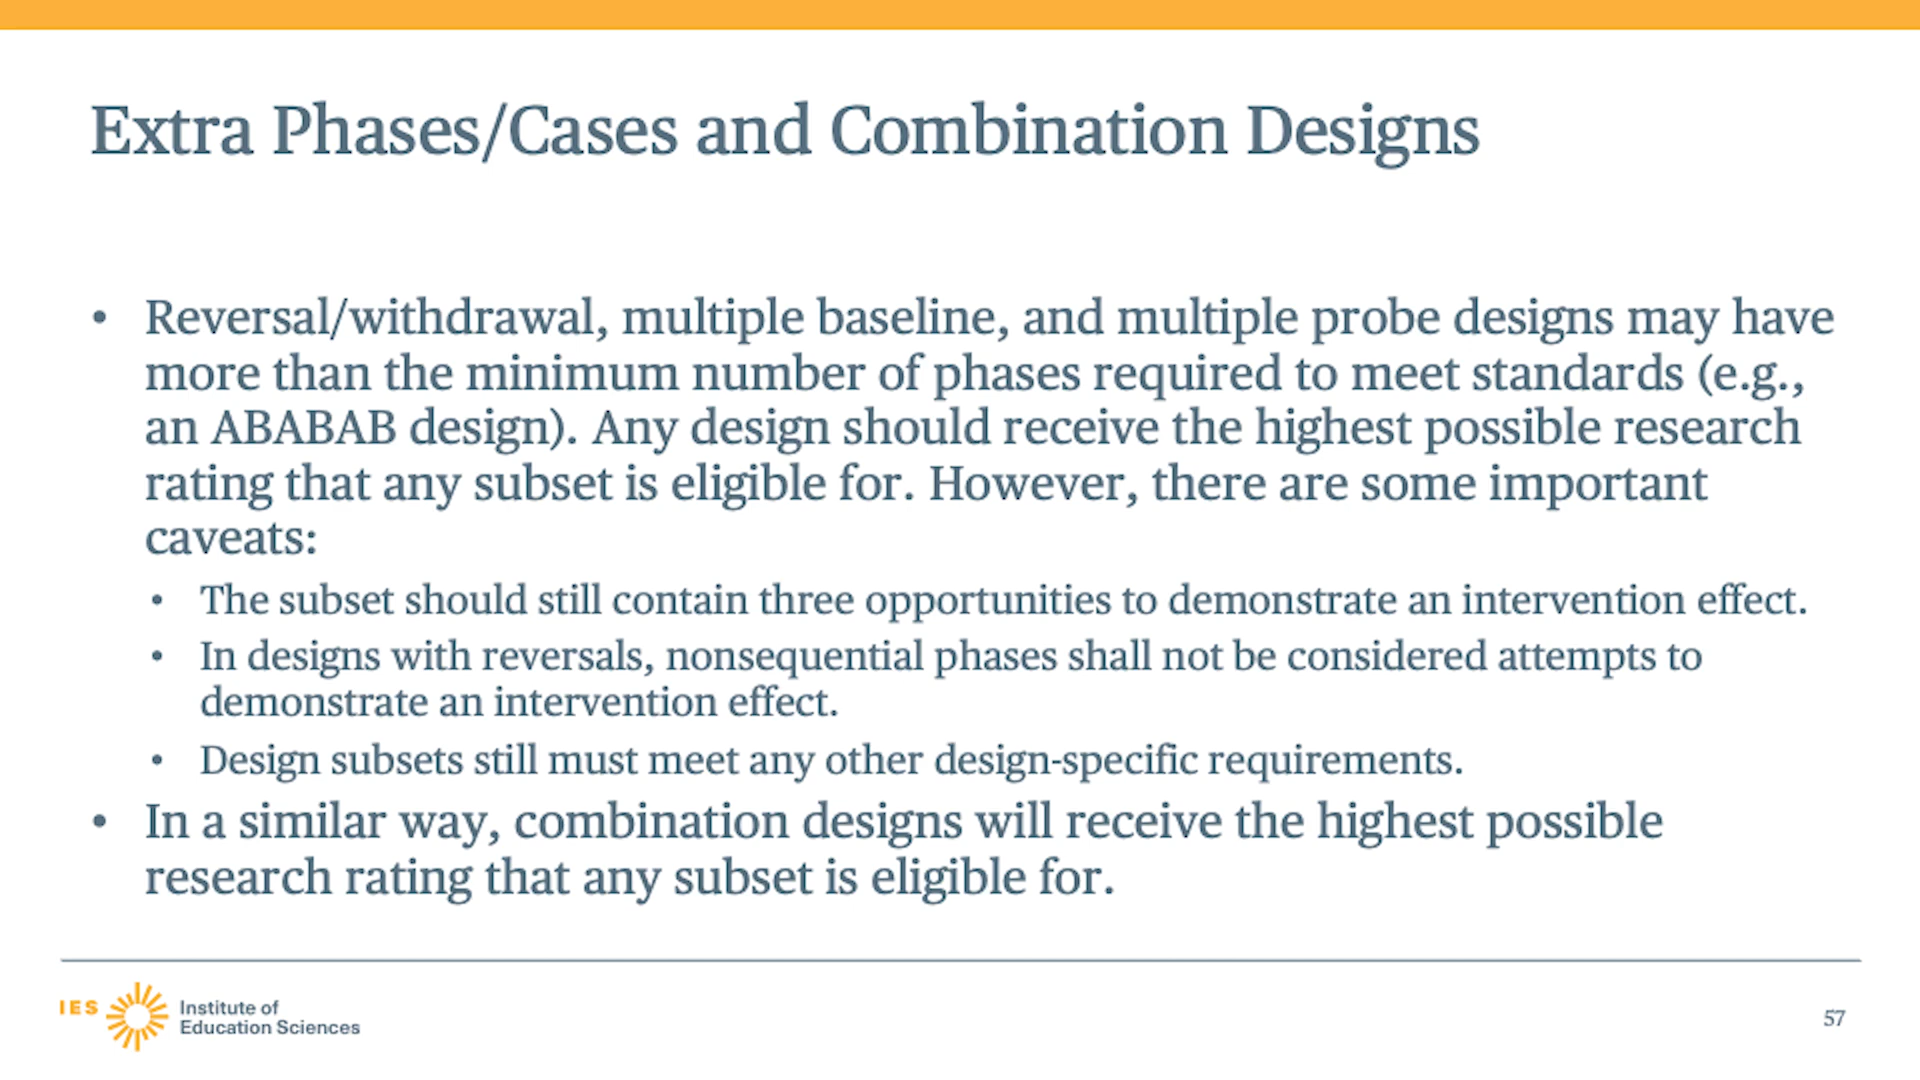 Extra Phases/Cases and Combination Designs
• Reversal/withdrawal, multiple baseline, and multiple probe designs may have
more than the minimum number of phases required to meet standards (e.g.,
an ABABAB design). Any design should receive the highest possible research
rating that any subset is eligible for. However, there are some important
caveats:
• The subset should still contain three opportunities to demonstrate an intervention effect.
• In designs with reversals, nonsequential phases shall not be considered attempts to
demonstrate an intervention effect.
• Design subsets still must meet any other design-specific requirements.
• In a similar way, combination designs will receive the highest possible
research rating that any subset is eligible for.
IES
Institute of
Education Sciences
57